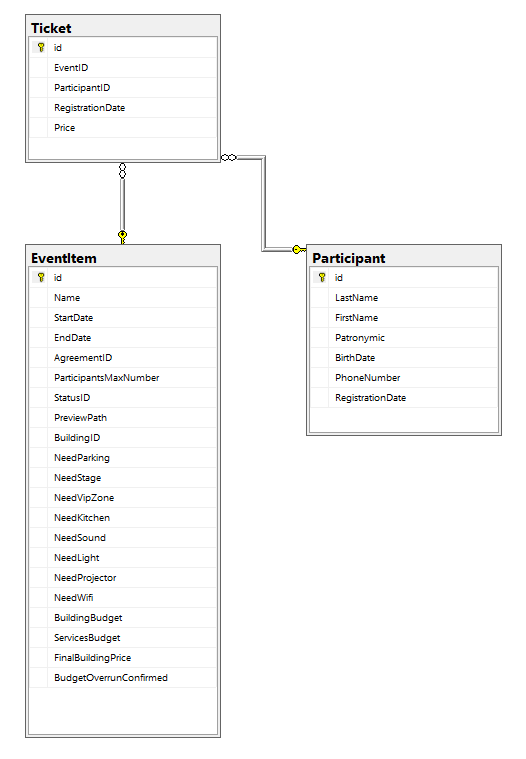 Ticket
id
EventID
ParticipantID
RegistrationDate
Price
EventItem
id
Name
StartDate
EndDate
AgreementID
ParticipantsMaxNumber
StatusID
PreviewPath
BuildingID
NeedParking
NeedStage
NeedVipZone
NeedKitchen
NeedSound
NeedLight
NeedProjector
NeedWifi
BuildingBudget
ServicesBudget
FinalBuildingPrice
BudgetOverrunConfirmed
Participant
id
LastName
FirstName
Patronymic
BirthDate
PhoneNumber
RegistrationDate